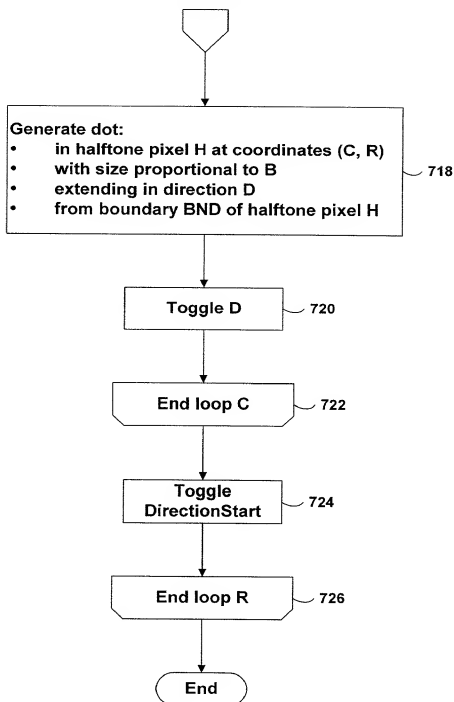 Generate dot:
• in halftone pixel H at coordinates (C, R)
• with size proportional to B
• extending in direction D
• from boundary BND of halftone pixel H
718
Toggle D
720
End loop C
722
Toggle
DirectionStart
724
End loop R
726
End